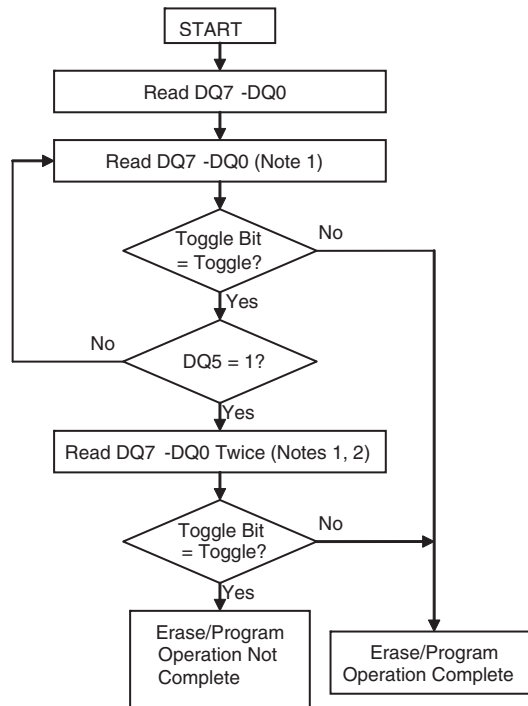 START
Read DQ7 -DQ0
Read DQ7 -DQ0 (Note 1)
Toggle Bit
= Toggle?
No
Yes
No
DQ5 = 1?
Yes
Read DQ7 -DQ0 Twice (Notes 1, 2)
Toggle Bit
= Toggle?
No
Yes
Erase/Program
Operation Not
Complete
Erase/Program
Operation Complete